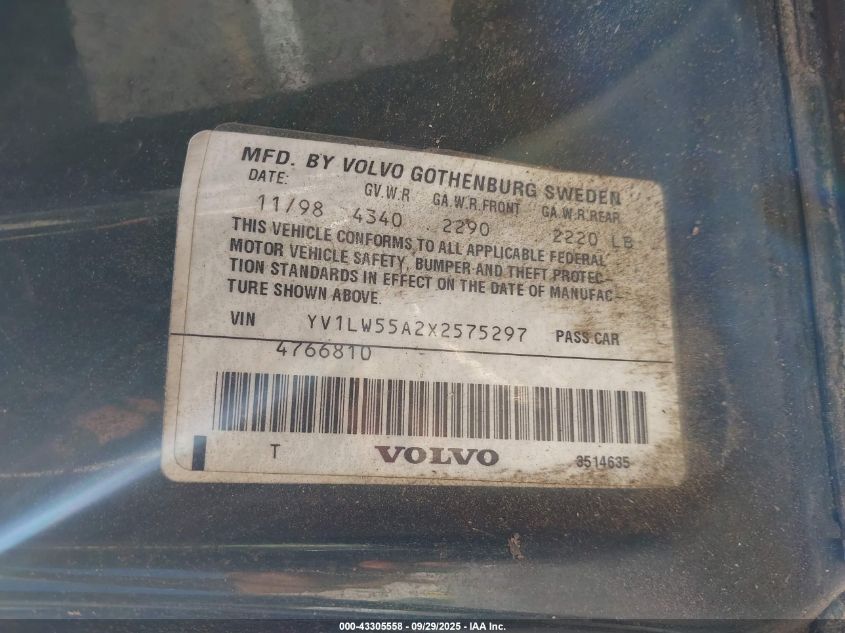 MFD. BY VOLVO GOTHENBURG SWEDEN
DATE: GV.W.R GA.W.R.FRONT GA.W.R.REAR
11/98 4340 2290 2220 LB
THIS VEHICLE CONFORMS TO ALL APPLICABLE FEDERAL
MOTOR VEHICLE SAFETY, BUMPER AND THEFT PROTEC-
TION STANDARDS IN EFFECT ON THE DATE OF MANUFAC-
TURE SHOWN ABOVE.
VIN YV1LW55A2X2575297 PASS.CAR
4766810
T VOLVO 3514635
000-43305558 - 09/29/2025 - IAA Inc.